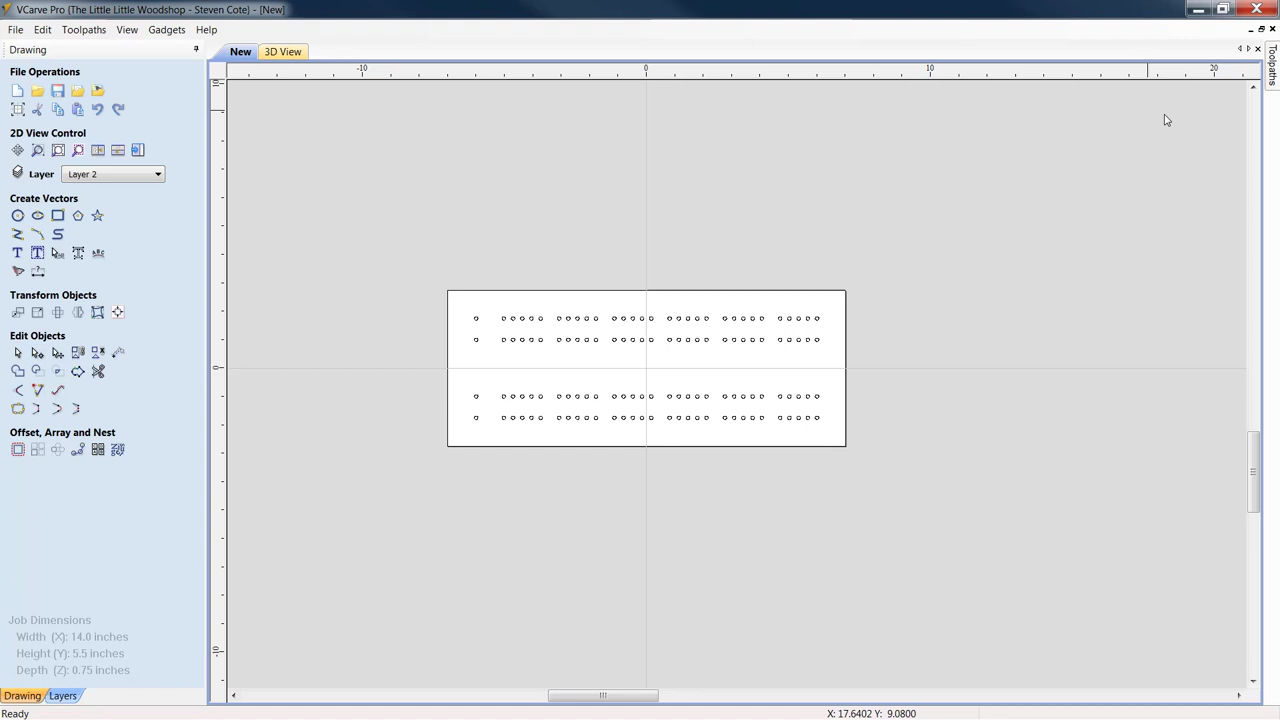 VCarve Pro {The Little Little Woodshop - Steven Cote} - [New]
File Edit Toolpaths View Gadgets Help
Drawing
New 3D View
Toolpaths
-10 0 10 20
10
0
-10
File Operations
2D View Control
Layer Layer 2
Create Vectors
Transform Objects
Edit Objects
Offset, Array and Nest
Job Dimensions
Width (X): 14.0 inches
Height (Y): 5.5 inches
Depth (Z): 0.75 inches
Drawing Layers
Ready X: 17.6402 Y: 9.0800